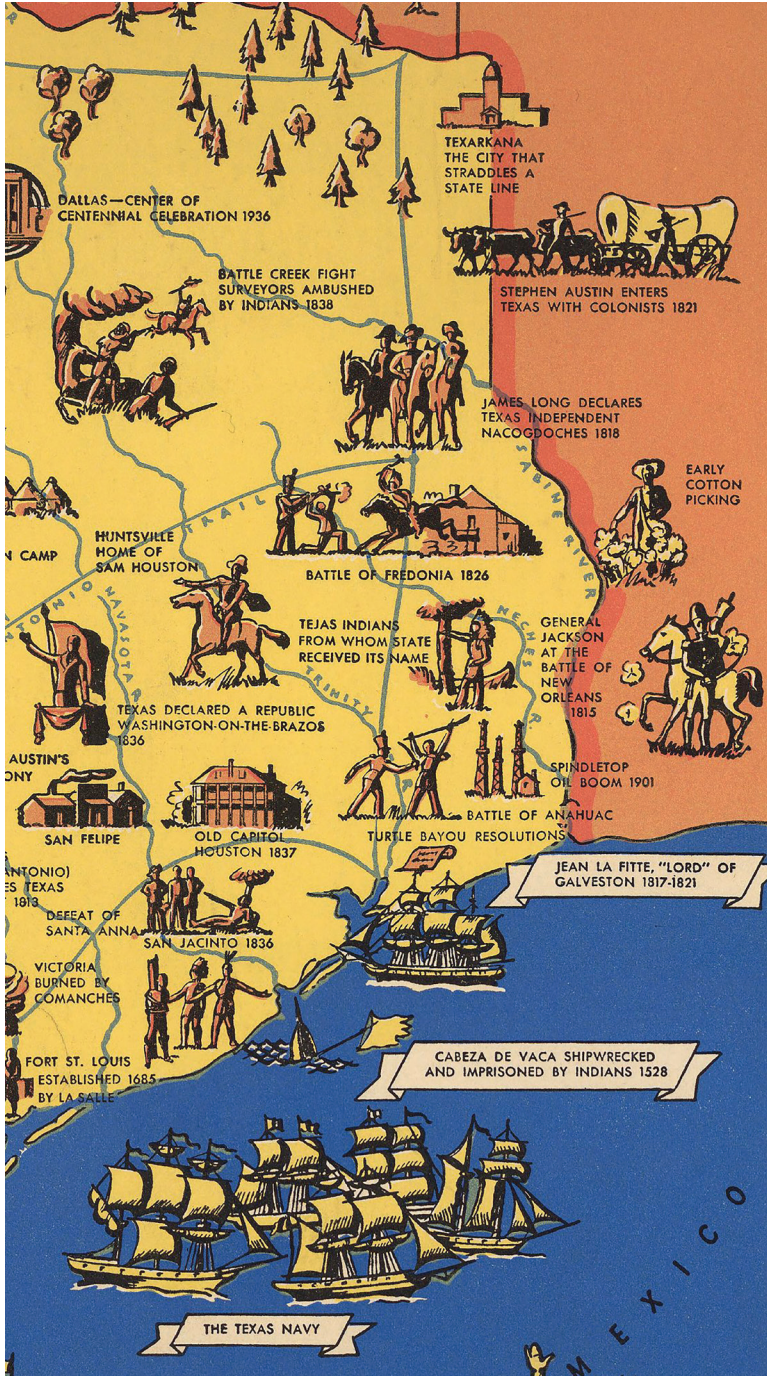 TEXARKANA
THE CITY THAT
STRADDLES A
STATE LINE
DALLAS—CENTER OF
CENTENNIAL CELEBRATION 1936
BATTLE CREEK FIGHT
SURVEYORS AMBUSHED
BY INDIANS 1838
STEPHEN AUSTIN ENTERS
TEXAS WITH COLONISTS 1821
JAMES LONG DECLARES
TEXAS INDEPENDENT
NACOGDOCHES 1818
SABINE RIVER
EARLY
COTTON
PICKING
TRAIL
CAMP
HUNTSVILLE
HOME OF
SAM HOUSTON
BATTLE OF FREDONIA 1826
NAVASOTA R.
TEJAS INDIANS
FROM WHOM STATE
RECEIVED ITS NAME
TRINITY
R.
NECHES
R.
GENERAL
JACKSON
AT THE
BATTLE OF
NEW
ORLEANS
1815
TEXAS DECLARED A REPUBLIC
WASHINGTON-ON-THE-BRAZOS
1836
AUSTIN'S
ONY
SAN FELIPE
OLD CAPITOL
HOUSTON 1837
SPINDLETOP
OIL BOOM 1901
BATTLE OF ANAHUAC
TURTLE BAYOU RESOLUTIONS
JEAN LA FITTE, "LORD" OF
GALVESTON 1817-1821
ANTONIO)
ES TEXAS
1813
DEFEAT OF
SANTA ANNA
SAN JACINTO 1836
VICTORIA
BURNED BY
COMANCHES
FORT ST. LOUIS
ESTABLISHED 1685
BY LA SALLE
CABEZA DE VACA SHIPWRECKED
AND IMPRISONED BY INDIANS 1528
THE TEXAS NAVY
MEXICO